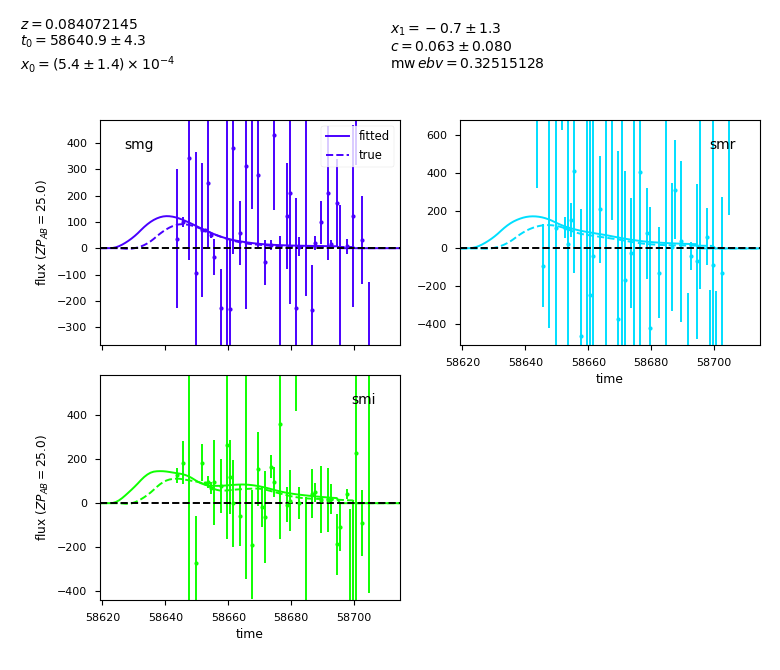 z = 0.084072145
t₀ = 58640.9 ± 4.3
x₀ = (5.4 ± 1.4) × 10⁻⁴
x₁ = −0.7 ± 1.3
c = 0.063 ± 0.080
mw ebv = 0.32515128
smg
fitted
true
flux (ZP_AB = 25.0)
400
300
200
100
0
−100
−200
−300
smr
600
400
200
0
−200
−400
58620 58640 58660 58680 58700
time
smi
flux (ZP_AB = 25.0)
400
200
0
−200
−400
58620 58640 58660 58680 58700
time